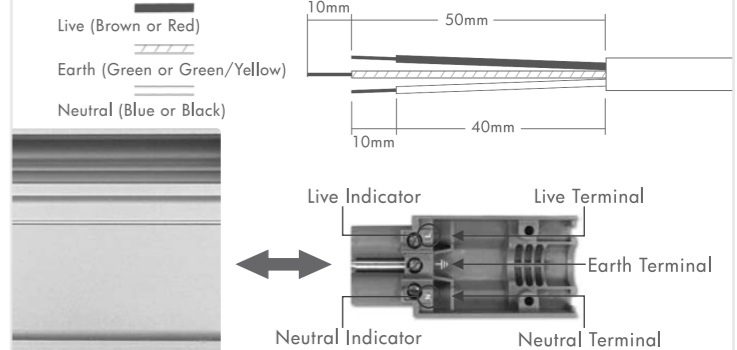 10mm
50mm
Live (Brown or Red)
Earth (Green or Green/Yellow)
Neutral (Blue or Black)
10mm
40mm
Live Indicator
Live Terminal
L
Earth Terminal
N
Neutral Indicator
Neutral Terminal